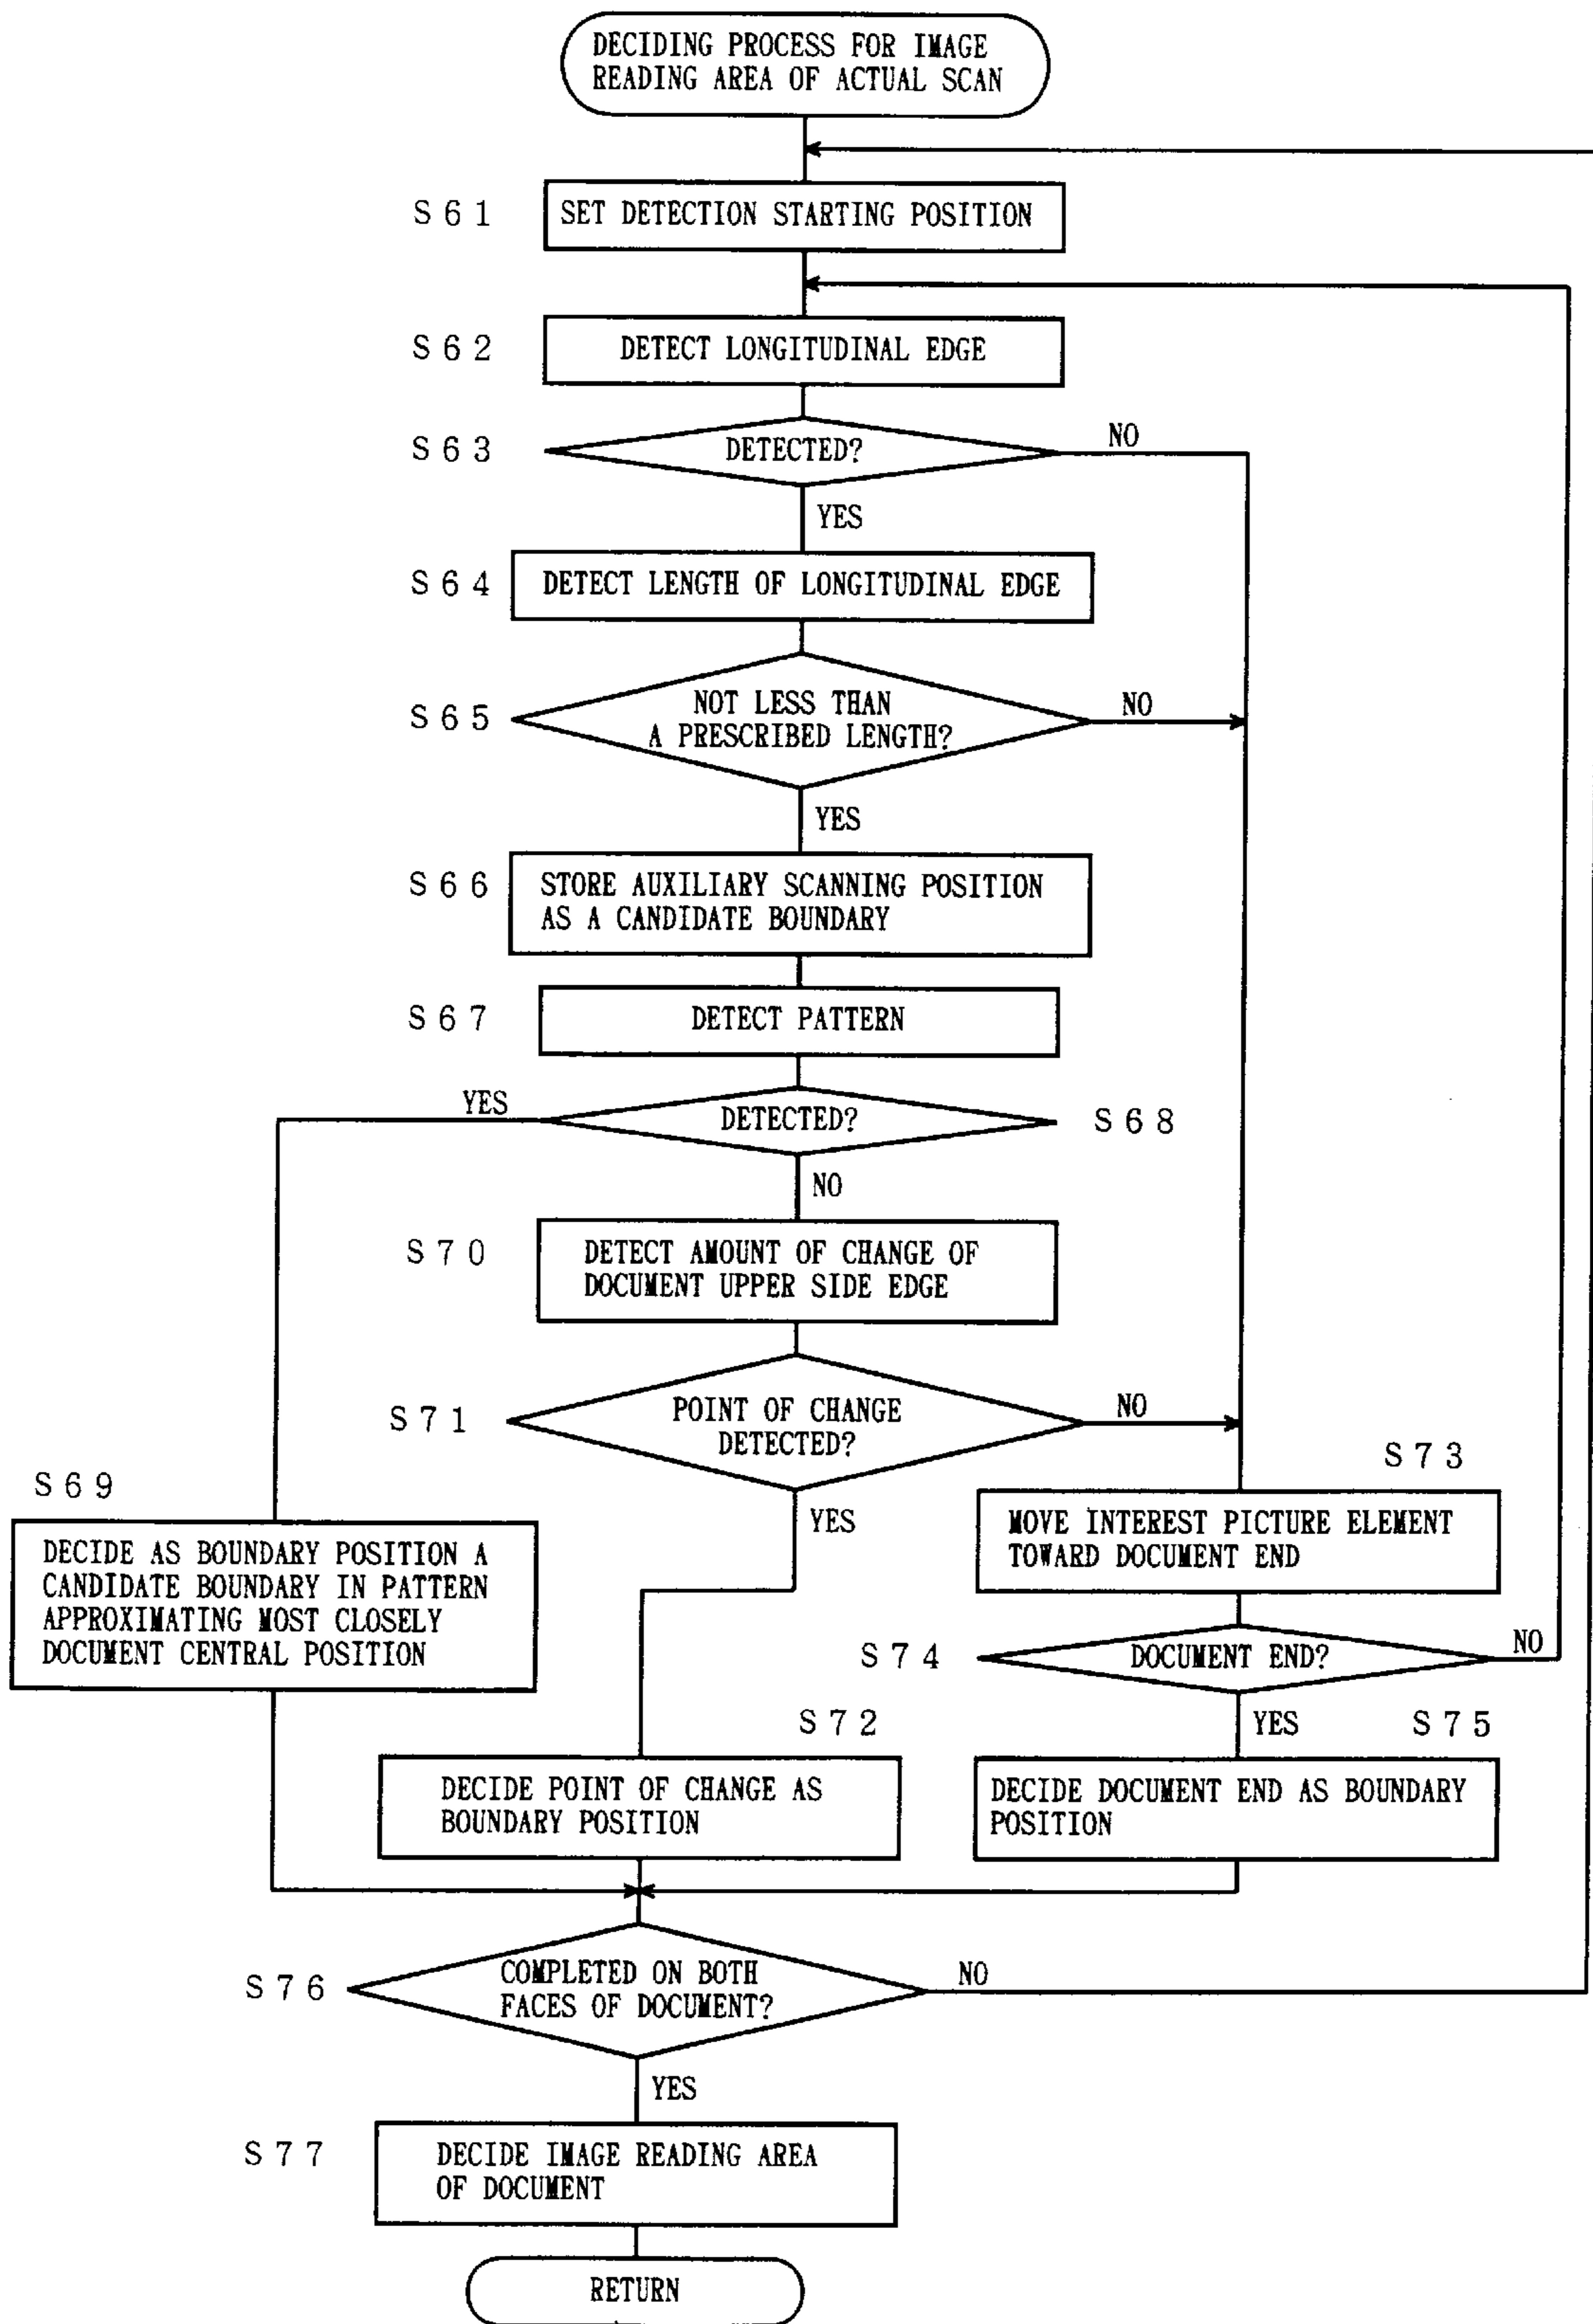 DECIDING PROCESS FOR IMAGE
READING AREA OF ACTUAL SCAN
S61
SET DETECTION STARTING POSITION
S62
DETECT LONGITUDINAL EDGE
S63
DETECTED?
NO
YES
S64
DETECT LENGTH OF LONGITUDINAL EDGE
S65
NOT LESS THAN
A PRESCRIBED LENGTH?
NO
YES
S66
STORE AUXILIARY SCANNING POSITION
AS A CANDIDATE BOUNDARY
S67
DETECT PATTERN
YES
DETECTED?
S68
NO
S70
DETECT AMOUNT OF CHANGE OF
DOCUMENT UPPER SIDE EDGE
S71
POINT OF CHANGE
DETECTED?
NO
YES
S69
DECIDE AS BOUNDARY POSITION A
CANDIDATE BOUNDARY IN PATTERN
APPROXIMATING MOST CLOSELY
DOCUMENT CENTRAL POSITION
S73
MOVE INTEREST PICTURE ELEMENT
TOWARD DOCUMENT END
S74
DOCUMENT END?
NO
YES
S72
DECIDE POINT OF CHANGE AS
BOUNDARY POSITION
S75
DECIDE DOCUMENT END AS BOUNDARY
POSITION
S76
COMPLETED ON BOTH
FACES OF DOCUMENT?
NO
YES
S77
DECIDE IMAGE READING AREA
OF DOCUMENT
RETURN